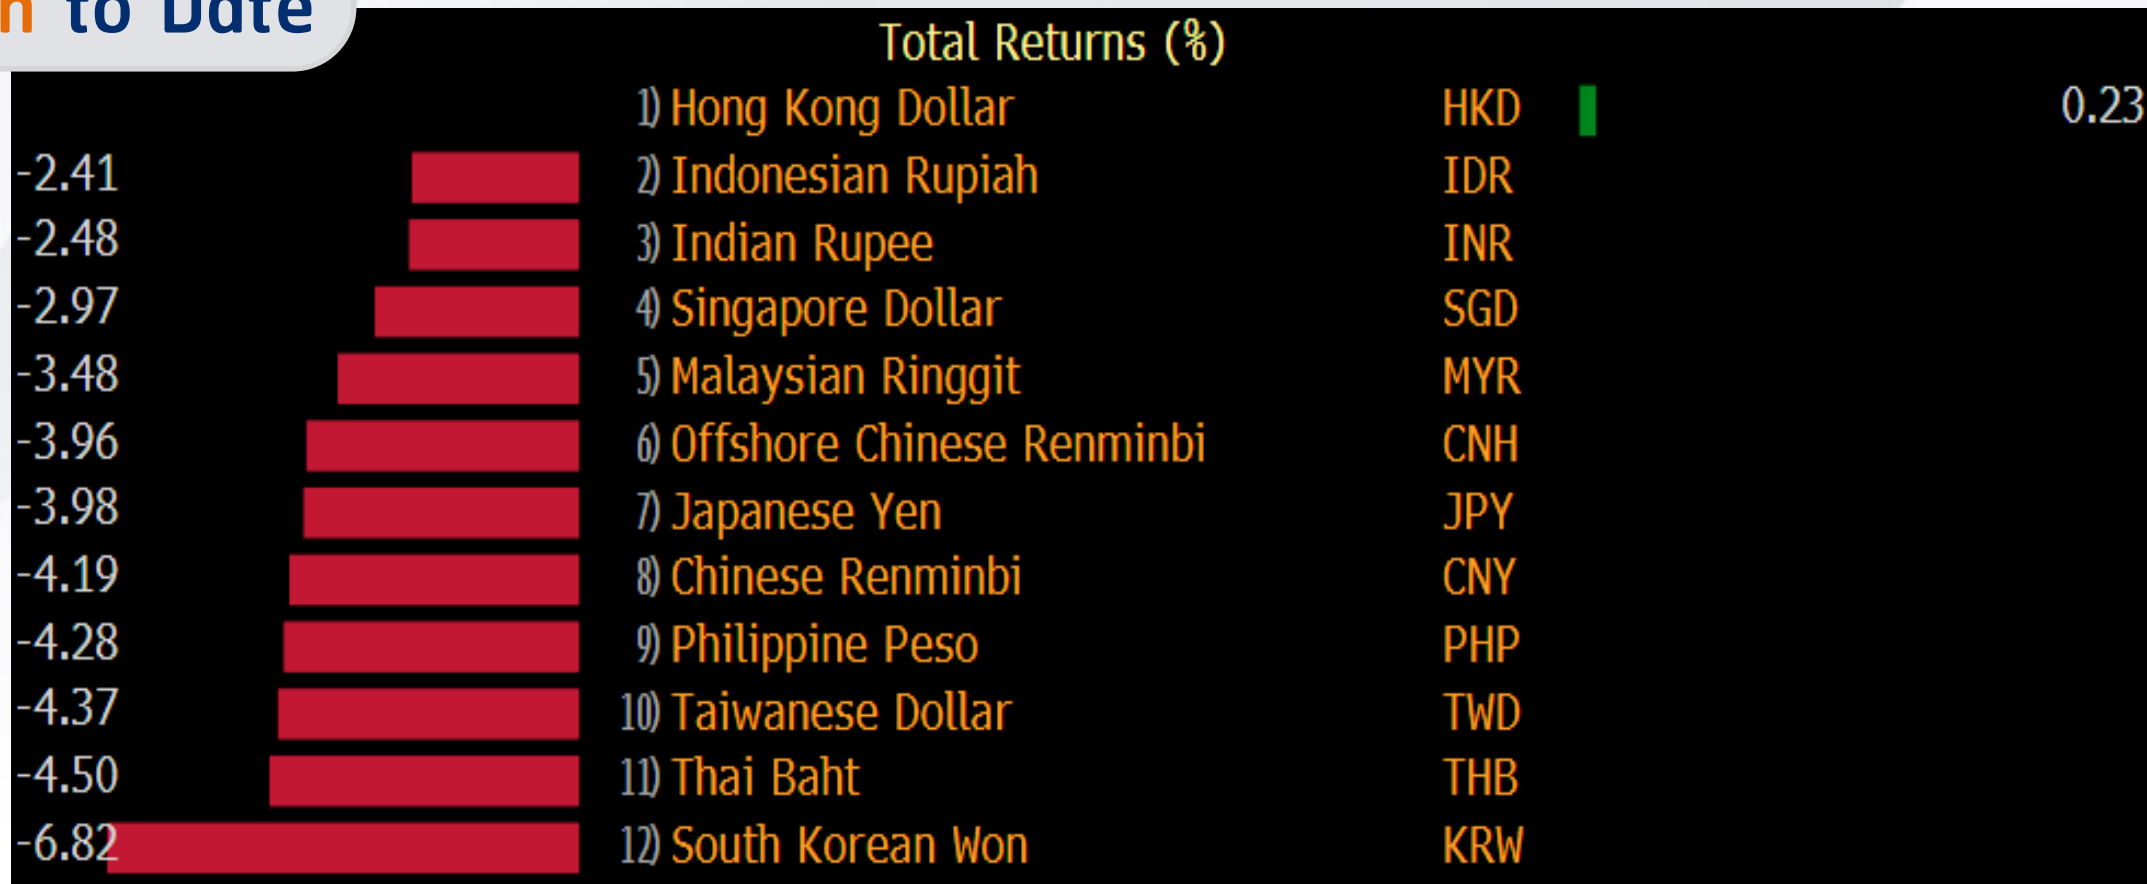 to Date
Total Returns (%)
1) Hong Kong Dollar HKD 0.23
-2.41 2) Indonesian Rupiah IDR
-2.48 3) Indian Rupee INR
-2.97 4) Singapore Dollar SGD
-3.48 5) Malaysian Ringgit MYR
-3.96 6) Offshore Chinese Renminbi CNH
-3.98 7) Japanese Yen JPY
-4.19 8) Chinese Renminbi CNY
-4.28 9) Philippine Peso PHP
-4.37 10) Taiwanese Dollar TWD
-4.50 11) Thai Baht THB
-6.82 12) South Korean Won KRW